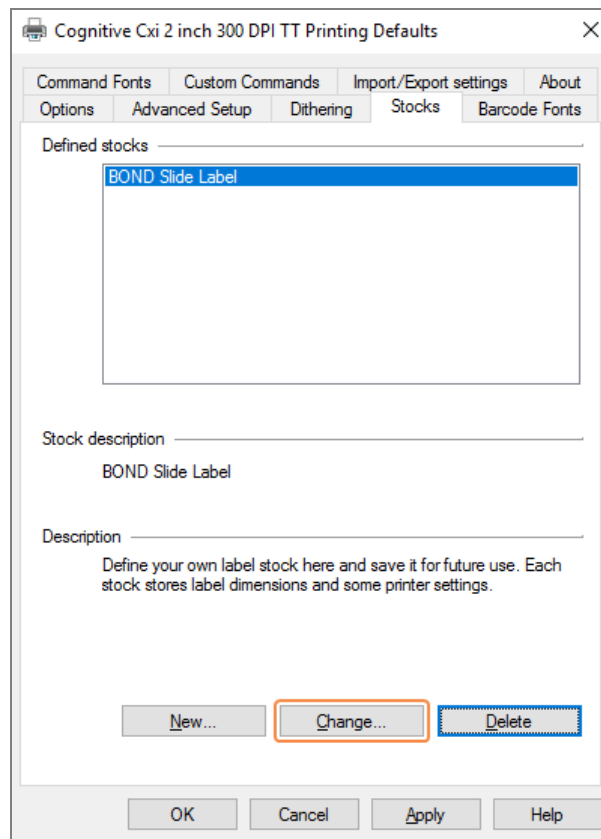 Cognitive Cxi 2 inch 300 DPI TT Printing Defaults
Command Fonts Custom Commands Import/Export settings About
Options Advanced Setup Dithering Stocks Barcode Fonts
Defined stocks
BOND Slide Label
Stock description
BOND Slide Label
Description
Define your own label stock here and save it for future use. Each
stock stores label dimensions and some printer settings.
New... Change... Delete
OK Cancel Apply Help